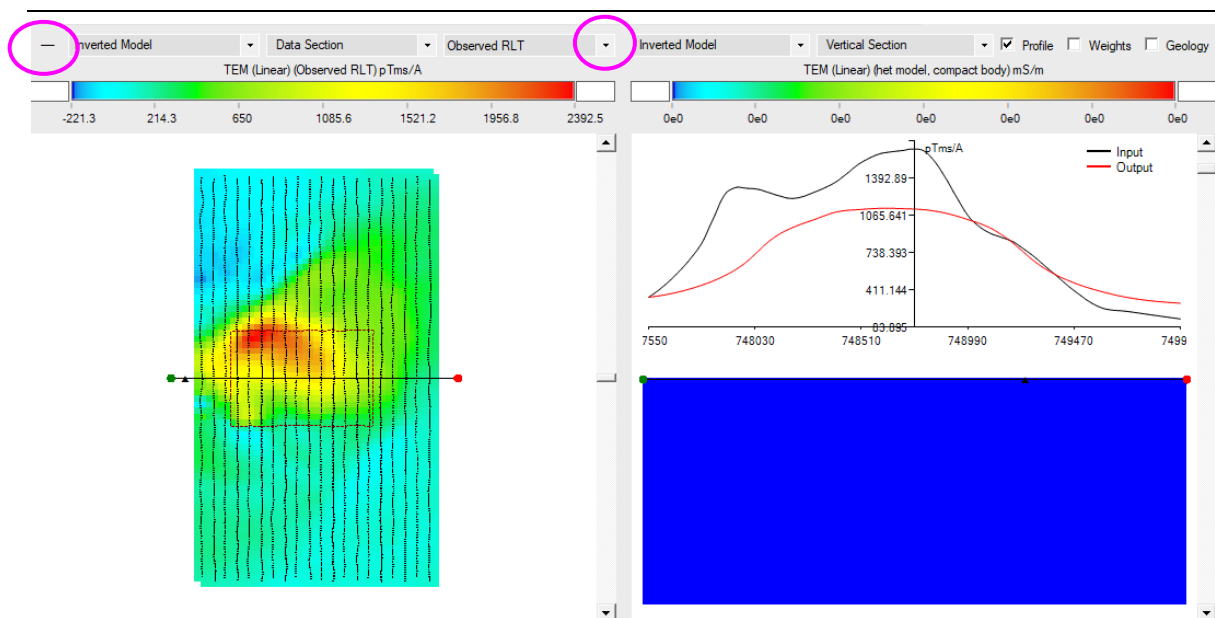 — Inverted Model Data Section Observed RLT Inverted Model Vertical Section Profile Weights Geology
TEM (Linear) (Observed RLT) pTms/A TEM (Linear) (het model, compact body) mS/m
-221.3 214.3 650 1085.6 1521.2 1956.8 2392.5 0e0 0e0 0e0 0e0 0e0 0e0 0e0
pTms/A
Input
Output
1392.89
1065.641
738.393
411.144
83.895
7550 748030 748510 748990 749470 7499